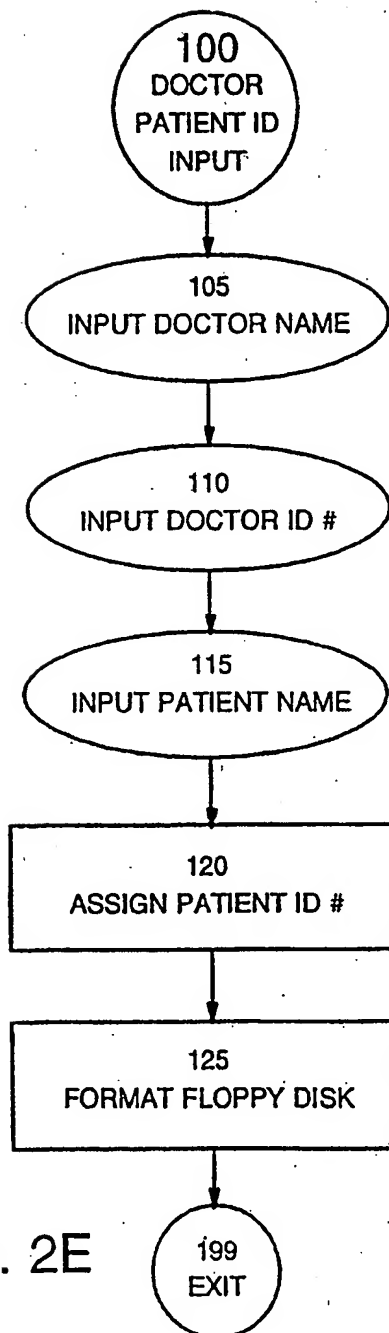 100
DOCTOR
PATIENT ID
INPUT
105
INPUT DOCTOR NAME
110
INPUT DOCTOR ID #
115
INPUT PATIENT NAME
120
ASSIGN PATIENT ID #
125
FORMAT FLOPPY DISK
. 2E
199
EXIT